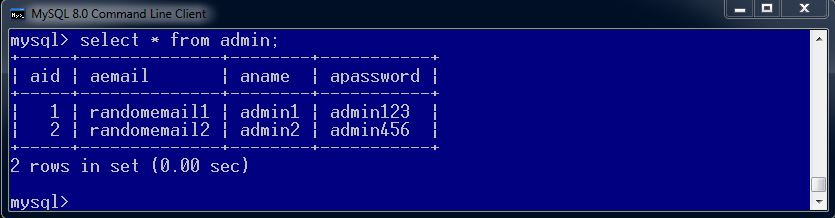 MySQL 8.0 Command Line Client
mysql> select * from admin;
+-----+--------------+--------+-----------+
| aid | aemail       | aname  | apassword |
+-----+--------------+--------+-----------+
|   1 | randomemail1 | admin1 | admin123  |
|   2 | randomemail2 | admin2 | admin456  |
+-----+--------------+--------+-----------+
2 rows in set (0.00 sec)
mysql>